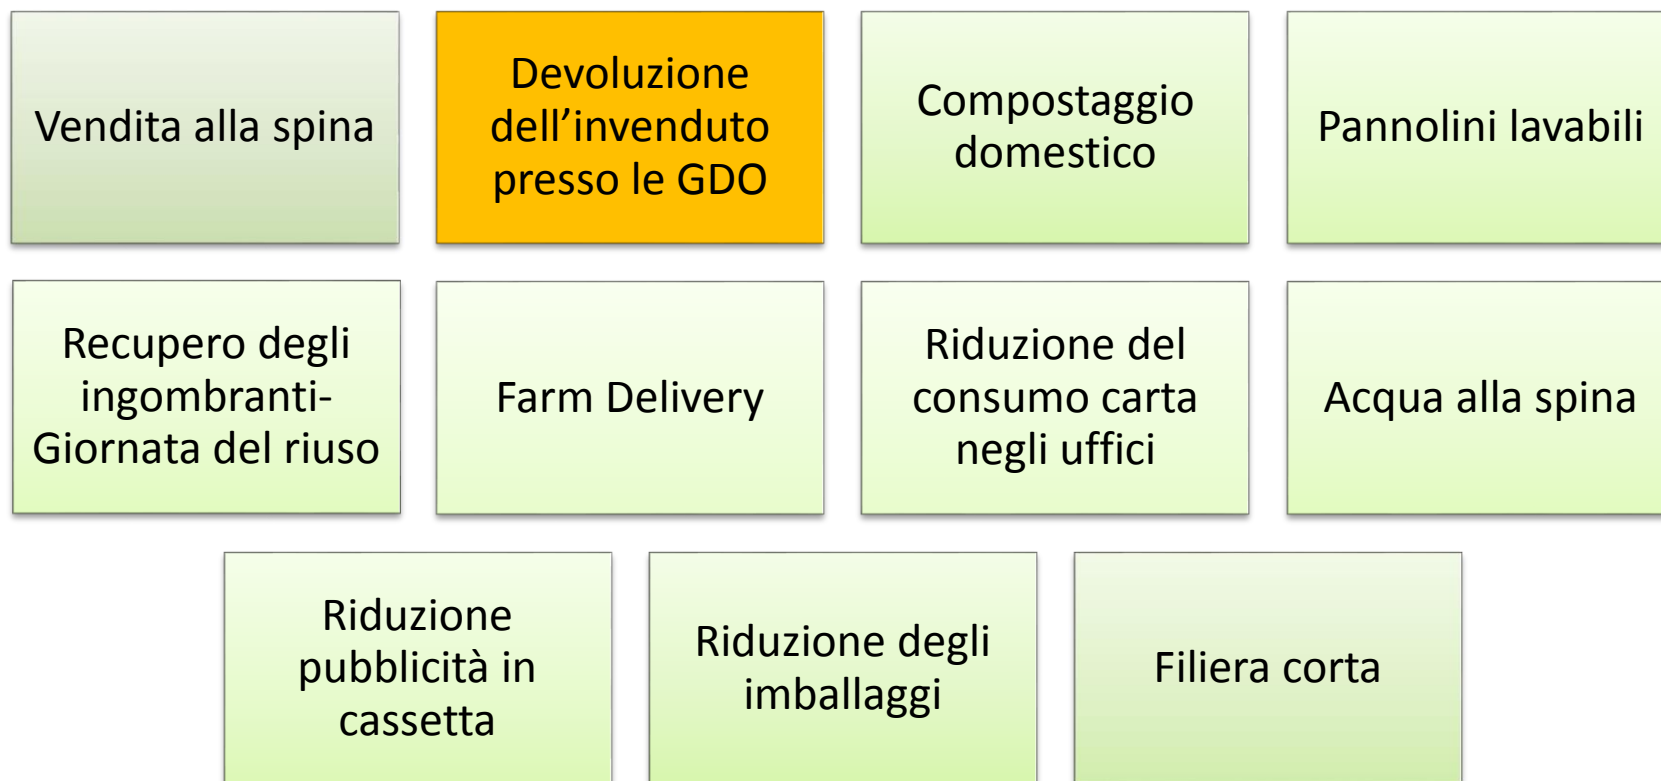 Vendita alla spina
Devoluzione
dell’invenduto
presso le GDO
Compostaggio
domestico
Pannolini lavabili
Recupero degli
ingombranti-
Giornata del riuso
Farm Delivery
Riduzione del
consumo carta
negli uffici
Acqua alla spina
Riduzione
pubblicità in
cassetta
Riduzione degli
imballaggi
Filiera corta